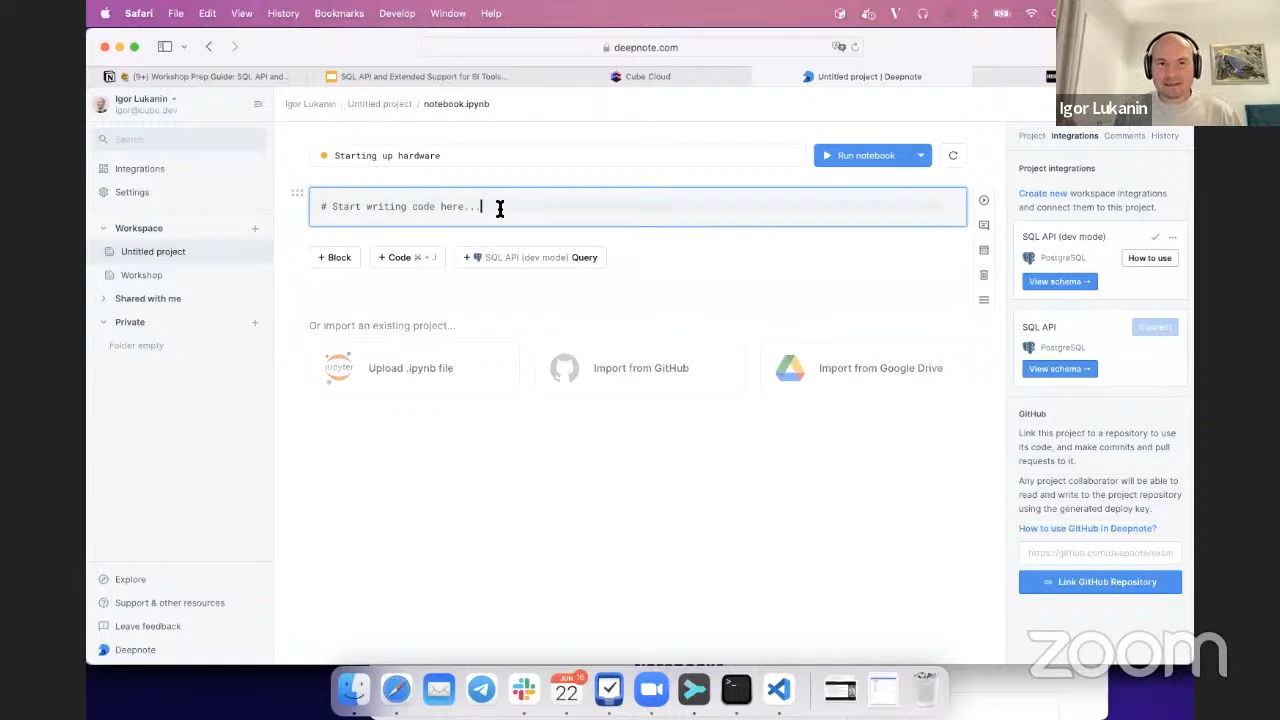 Safari File Edit View History Bookmarks Develop Window Help
deepnote.com
(9+) Workshop Prep Guide: SQL API and...
SQL API and Extended Support for BI Tools...
Cube Cloud
Untitled project | Deepnote
Igor Lukanin
igor@cube.dev
Search
Integrations
Settings
Workspace
Untitled project
Workshop
Shared with me
Private
Folder empty
Explore
Support & other resources
Leave feedback
Deepnote
Igor Lukanin / Untitled project / notebook.ipynb
Starting up hardware
Run notebook
# Start writing code here...
+ Block
+ Code ⌘ + J
+ SQL API (dev mode) Query
Or import an existing project...
jupyter
Upload .ipynb file
Import from GitHub
Import from Google Drive
Igor Lukanin
Project Integrations Comments History
Project integrations
Create new workspace integrations
and connect them to this project.
SQL API (dev mode)
PostgreSQL
How to use
View schema →
SQL API
Connect
PostgreSQL
View schema →
GitHub
Link this project to a repository to use
its code, and make commits and pull
requests to it.
Any project collaborator will be able to
read and write to the project repository
using the generated deploy key.
How to use GitHub in Deepnote?
https://github.com/deepnote/exam
Link GitHub Repository
JUN
16
22
zoom